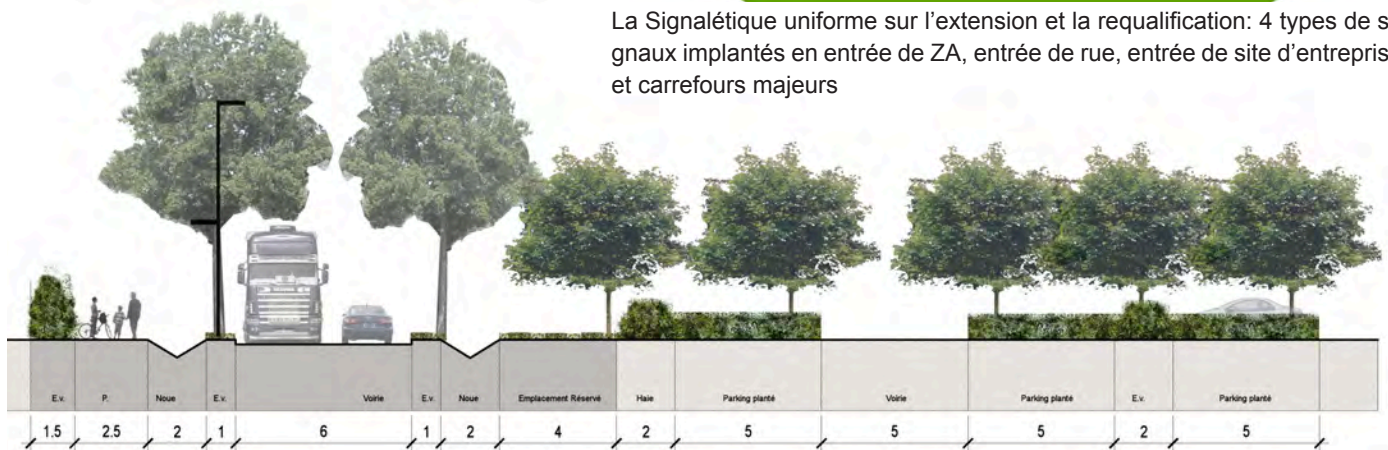 La Signalétique uniforme sur l’extension et la requalification: 4 types de s
gnaux implantés en entrée de ZA, entrée de rue, entrée de site d’entrepris
et carrefours majeurs
E.v. P. Noue E.v. Voirie E.v. Noue Emplacement Réservé Haie Parking planté Voirie Parking planté E.v. Parking planté
1.5 2.5 2 1 6 1 2 4 2 5 5 5 2 5